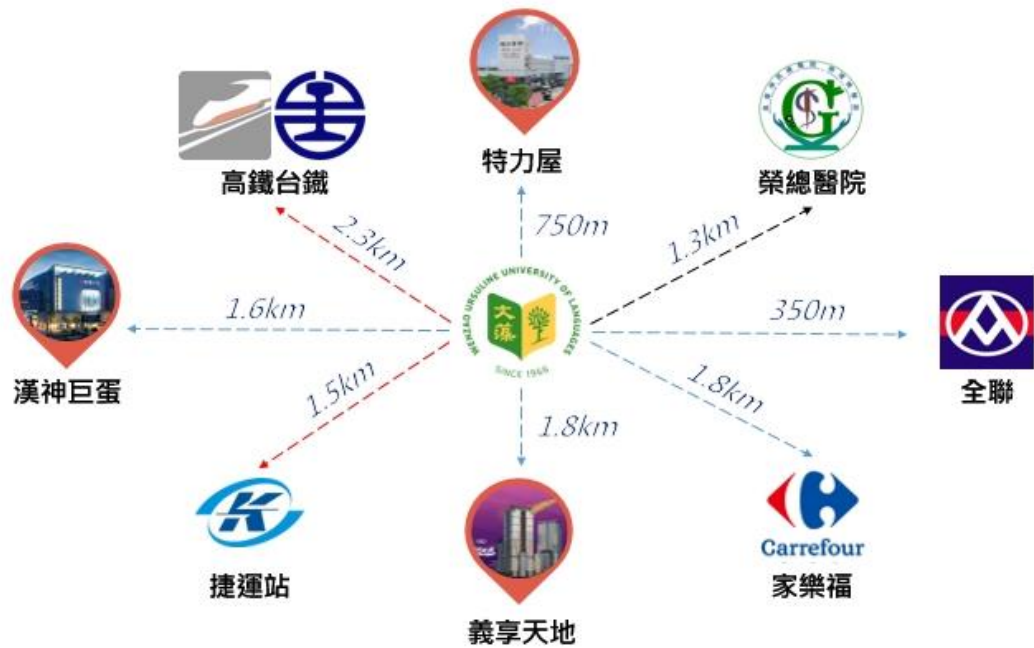 特力屋
高鐵台鐵
榮總醫院
750m
2.3km
1.3km
WENZAO URSULINE UNIVERSITY OF LANGUAGES
文藻
SINCE 1966
1.6km
350m
漢神巨蛋
全聯
1.5km
1.8km
1.8km
K
Carrefour
捷運站
家樂福
義享天地